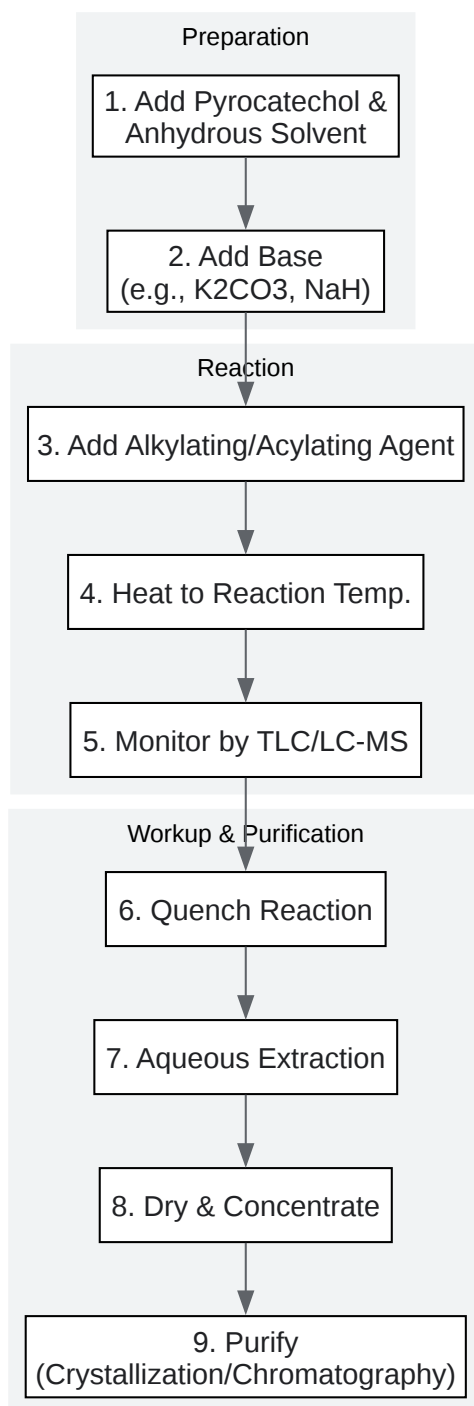 Preparation
1. Add Pyrocatechol &
Anhydrous Solvent
2. Add Base
(e.g., K2CO3, NaH)
Reaction
3. Add Alkylating/Acylating Agent
4. Heat to Reaction Temp.
5. Monitor by TLC/LC-MS
Workup & Purification
6. Quench Reaction
7. Aqueous Extraction
8. Dry & Concentrate
9. Purify
(Crystallization/Chromatography)